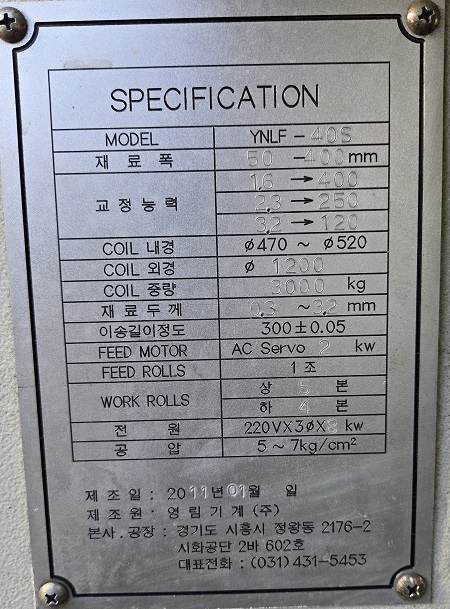 SPECIFICATION
MODEL YNLF-40S
재료폭 50 -400mm
교정능력 1.6 → 400
2.3 → 250
3.2 → 120
COIL 내경 ø470 ~ ø520
COIL 외경 ø 1200
COIL 중량 3000 kg
재료두께 0.3 ~ 3.2 mm
이송길이정도 300±0.05
FEED MOTOR AC Servo 2 kw
FEED ROLLS 1 조
WORK ROLLS 상 5 본
하 4 본
전원 220VX3øX kw
공압 5~7kg/cm²
제조일 : 2011년01월 일
제조원 : 영림기계 (주)
본사.공장 : 경기도 시흥시 정왕동 2176-2
시화공단 2바 602호
대표전화 : (031) 431-5453